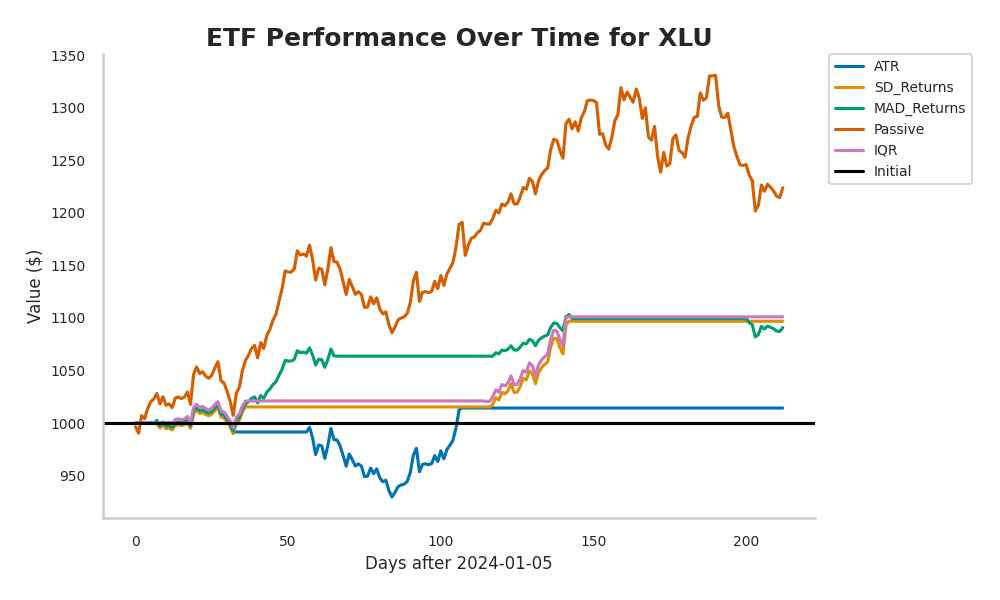 ETF Performance Over Time for XLU
1350
1300
1250
1200
1150
1100
1050
1000
950
Value ($)
0
50
100
150
200
Days after 2024-01-05
ATR
SD_Returns
MAD_Returns
Passive
IQR
Initial